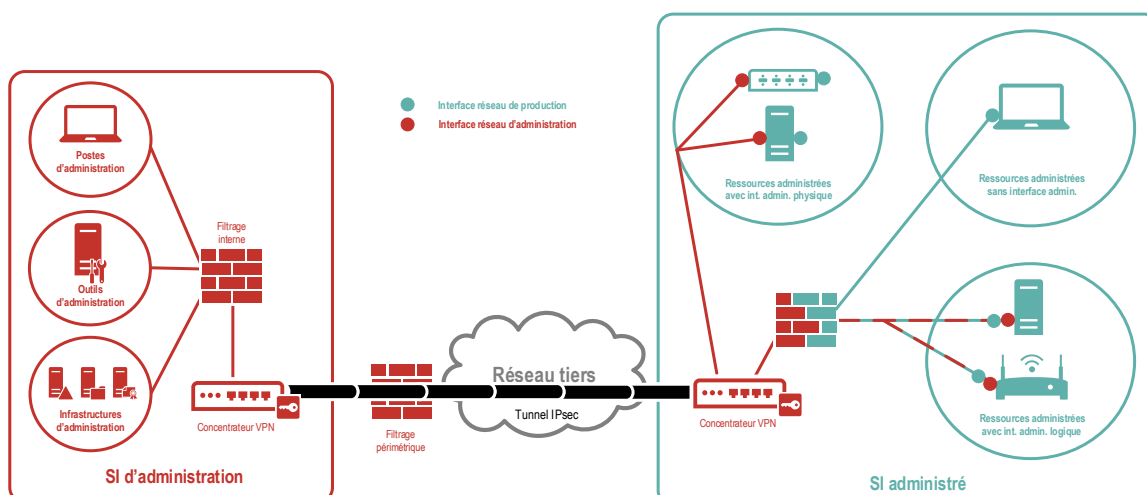 Postes
d'administration
Outils
d'administration
Infrastructures
d'administration
Filtrage
interne
Concentrateur VPN
SI d'administration
Interface réseau de production
Interface réseau d'administration
Filtrage
périmétrique
Réseau tiers
Tunnel IPsec
Ressources administrées
avec int. admin. physique
Ressources administrées
sans interface admin.
Concentrateur VPN
Ressources administrées
avec int. admin. logique
SI administré